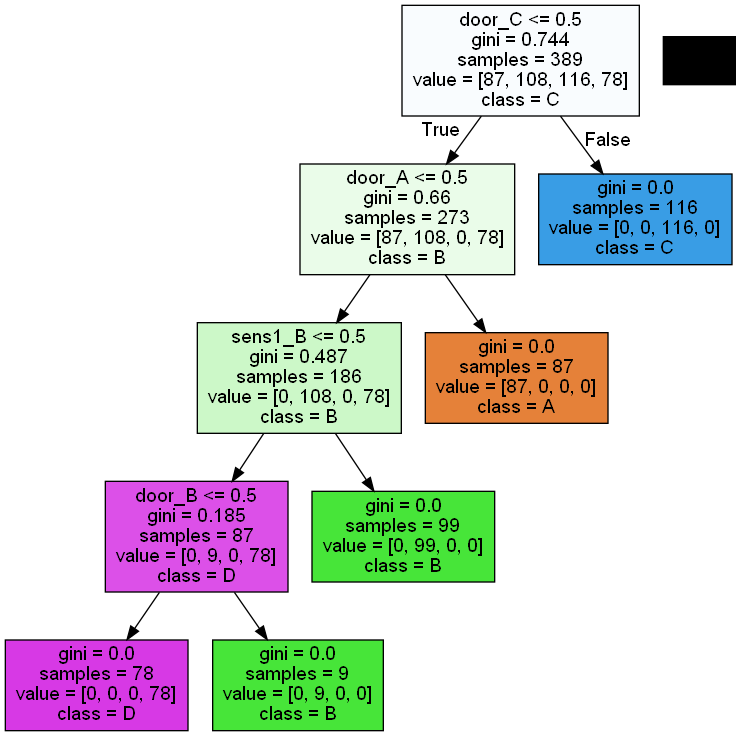 door_C <= 0.5
gini = 0.744
samples = 389
value = [87, 108, 116, 78]
class = C
True
False
door_A <= 0.5
gini = 0.66
samples = 273
value = [87, 108, 0, 78]
class = B
gini = 0.0
samples = 116
value = [0, 0, 116, 0]
class = C
sens1_B <= 0.5
gini = 0.487
samples = 186
value = [0, 108, 0, 78]
class = B
gini = 0.0
samples = 87
value = [87, 0, 0, 0]
class = A
door_B <= 0.5
gini = 0.185
samples = 87
value = [0, 9, 0, 78]
class = D
gini = 0.0
samples = 99
value = [0, 99, 0, 0]
class = B
gini = 0.0
samples = 78
value = [0, 0, 0, 78]
class = D
gini = 0.0
samples = 9
value = [0, 9, 0, 0]
class = B